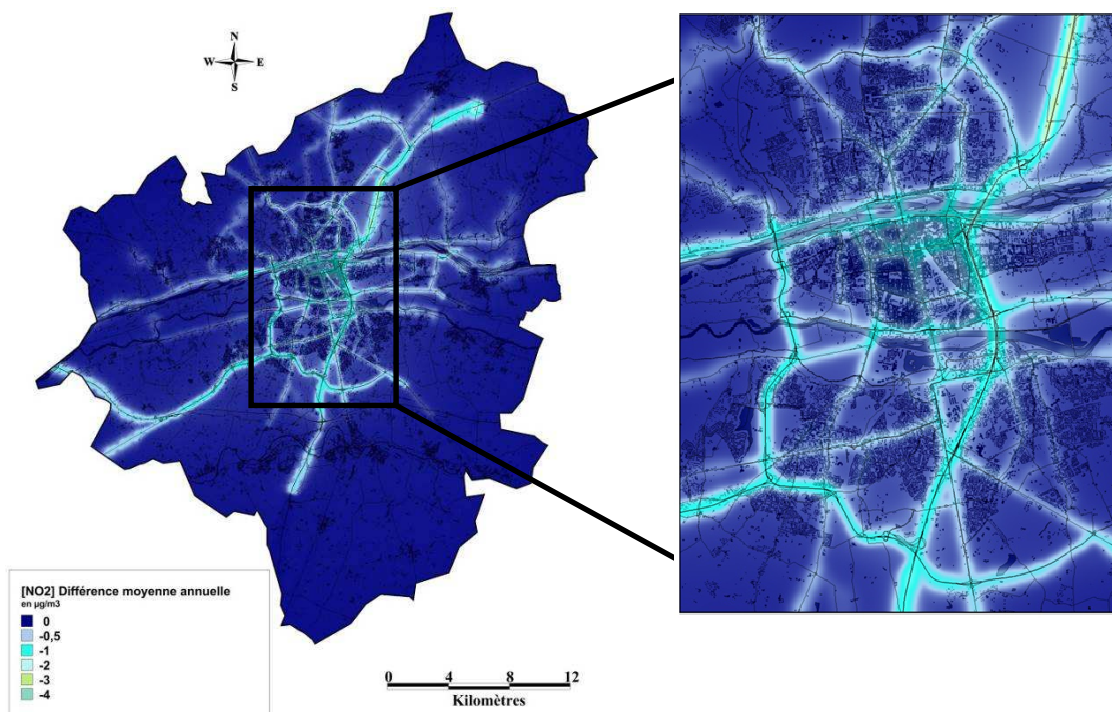 N
W E
S
[NO2] Différence moyenne annuelle
en µg/m3
0
-0,5
-1
-2
-3
-4
0 4 8 12
Kilomètres